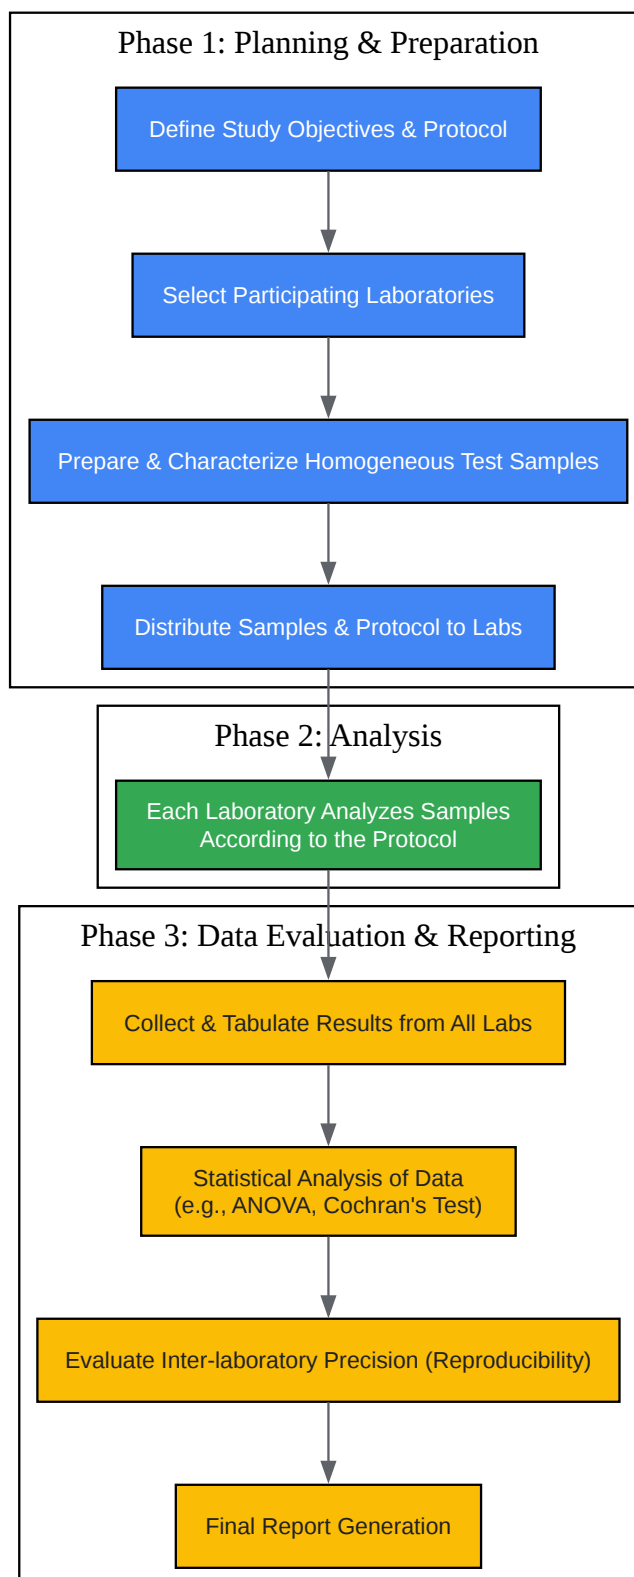 Phase 1: Planning & Preparation
Define Study Objectives & Protocol
Select Participating Laboratories
Prepare & Characterize Homogeneous Test Samples
Distribute Samples & Protocol to Labs
Phase 2: Analysis
Each Laboratory Analyzes Samples
According to the Protocol
Phase 3: Data Evaluation & Reporting
Collect & Tabulate Results from All Labs
Statistical Analysis of Data
(e.g., ANOVA, Cochran's Test)
Evaluate Inter-laboratory Precision (Reproducibility)
Final Report Generation